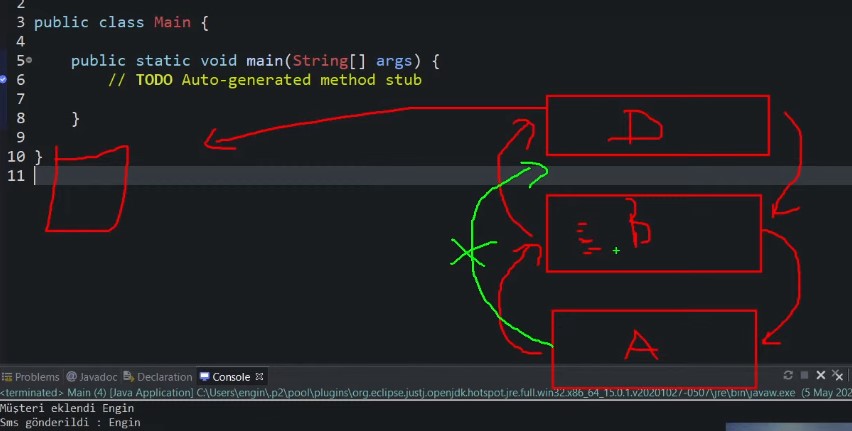 2
3 public class Main {
4
5 public static void main(String[] args) {
6 // TODO Auto-generated method stub
7
8 }
9
10 }
11
D
B
A
Problems @ Javadoc Declaration Console
<terminated> Main (4) [Java Application] C:\Users\engin\.p2\pool\plugins\org.eclipse.justj.openjdk.hotspot.jre.full.win32.x86_64_15.0.1.v20201027-0507\jre\bin\javaw.exe (5 May 202
Müşteri eklendi Engin
Sms gönderildi : Engin